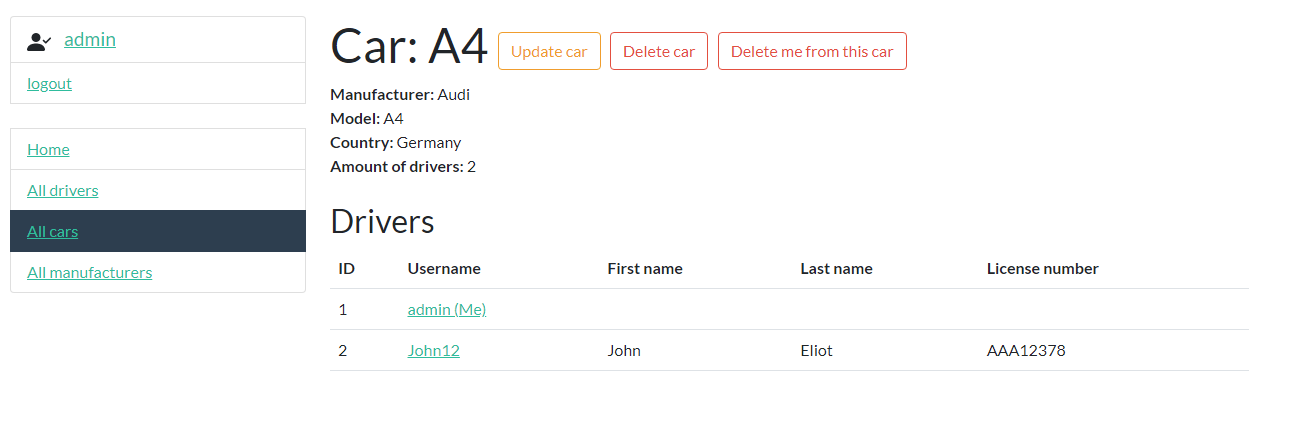 admin
logout
Home
All drivers
All cars
All manufacturers
Car: A4 Update car Delete car Delete me from this car
Manufacturer: Audi
Model: A4
Country: Germany
Amount of drivers: 2
Drivers
ID Username First name Last name License number
1 admin (Me)
2 John12 John Eliot AAA12378